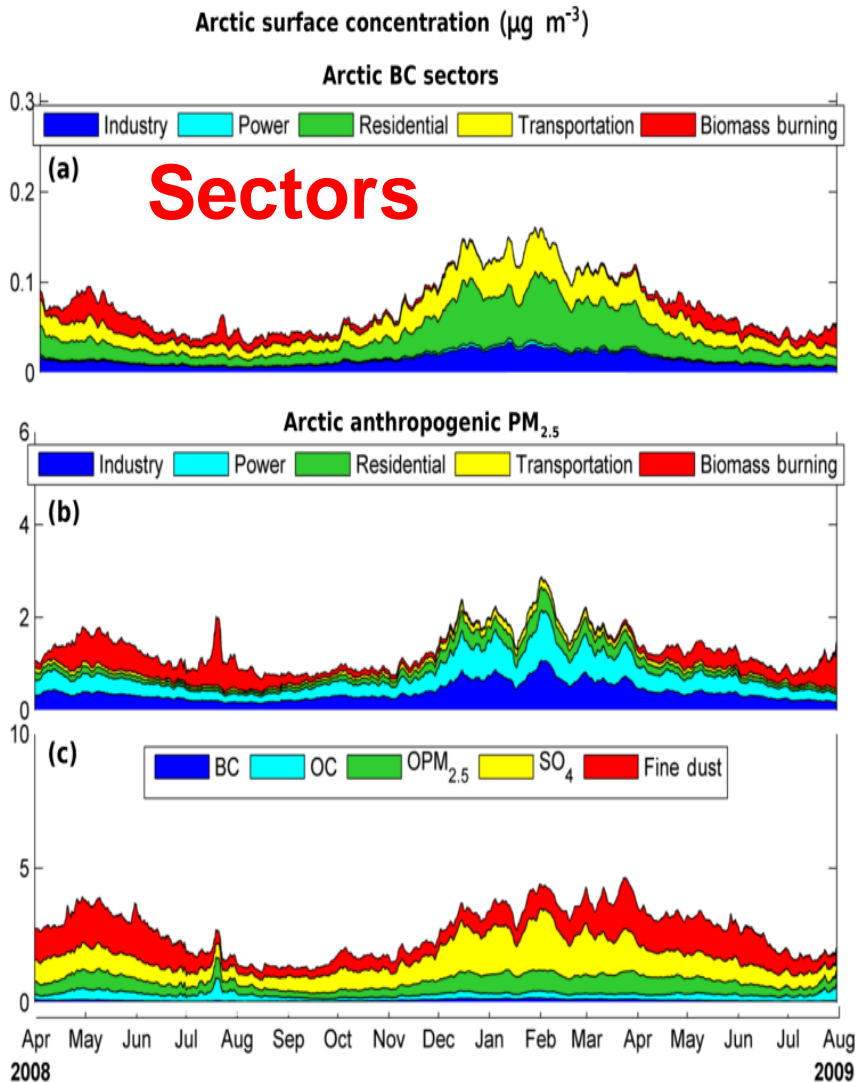 Arctic surface concentration (μg m⁻³)
Arctic BC sectors
0.3
Industry Power Residential Transportation Biomass burning
(a)
Sectors
0.2
0.1
0
Arctic anthropogenic PM₂.₅
6
Industry Power Residential Transportation Biomass burning
(b)
4
2
0
10
(c)
BC OC OPM₂.₅ SO₄ Fine dust
5
0
Apr May Jun Jul Aug Sep Oct Nov Dec Jan Feb Mar Apr May Jun Jul Aug
2008 2009